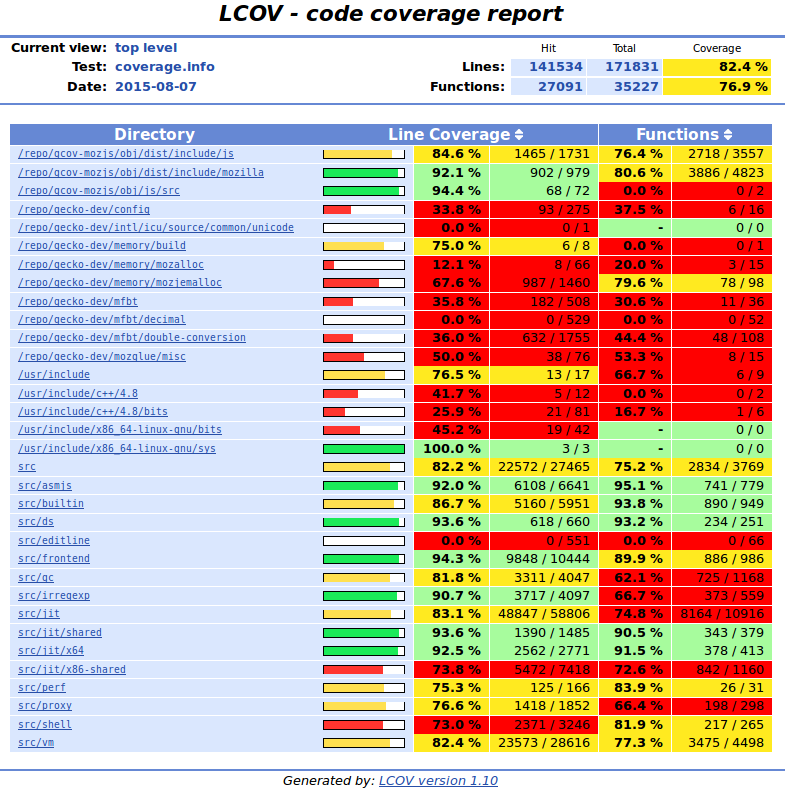 LCOV - code coverage report
Current view: top level Hit Total Coverage
Test: coverage.info Lines: 141534 171831 82.4 %
Date: 2015-08-07 Functions: 27091 35227 76.9 %
Directory Line Coverage Functions
/repo/gcov-mozjs/obj/dist/include/js 84.6 % 1465 / 1731 76.4 % 2718 / 3557
/repo/gcov-mozjs/obj/dist/include/mozilla 92.1 % 902 / 979 80.6 % 3886 / 4823
/repo/gcov-mozjs/obj/js/src 94.4 % 68 / 72 0.0 % 0 / 2
/repo/gecko-dev/config 33.8 % 93 / 275 37.5 % 6 / 16
/repo/gecko-dev/intl/icu/source/common/unicode 0.0 % 0 / 1 - 0 / 0
/repo/gecko-dev/memory/build 75.0 % 6 / 8 0.0 % 0 / 1
/repo/gecko-dev/memory/mozalloc 12.1 % 8 / 66 20.0 % 3 / 15
/repo/gecko-dev/memory/mozjemalloc 67.6 % 987 / 1460 79.6 % 78 / 98
/repo/gecko-dev/mfbt 35.8 % 182 / 508 30.6 % 11 / 36
/repo/gecko-dev/mfbt/decimal 0.0 % 0 / 529 0.0 % 0 / 52
/repo/gecko-dev/mfbt/double-conversion 36.0 % 632 / 1755 44.4 % 48 / 108
/repo/gecko-dev/mozglue/misc 50.0 % 38 / 76 53.3 % 8 / 15
/usr/include 76.5 % 13 / 17 66.7 % 6 / 9
/usr/include/c++/4.8 41.7 % 5 / 12 0.0 % 0 / 2
/usr/include/c++/4.8/bits 25.9 % 21 / 81 16.7 % 1 / 6
/usr/include/x86_64-linux-gnu/bits 45.2 % 19 / 42 - 0 / 0
/usr/include/x86_64-linux-gnu/sys 100.0 % 3 / 3 - 0 / 0
src 82.2 % 22572 / 27465 75.2 % 2834 / 3769
src/asmjs 92.0 % 6108 / 6641 95.1 % 741 / 779
src/builtin 86.7 % 5160 / 5951 93.8 % 890 / 949
src/ds 93.6 % 618 / 660 93.2 % 234 / 251
src/editline 0.0 % 0 / 551 0.0 % 0 / 66
src/frontend 94.3 % 9848 / 10444 89.9 % 886 / 986
src/gc 81.8 % 3311 / 4047 62.1 % 725 / 1168
src/irregexp 90.7 % 3717 / 4097 66.7 % 373 / 559
src/jit 83.1 % 48847 / 58806 74.8 % 8164 / 10916
src/jit/shared 93.6 % 1390 / 1485 90.5 % 343 / 379
src/jit/x64 92.5 % 2562 / 2771 91.5 % 378 / 413
src/jit/x86-shared 73.8 % 5472 / 7418 72.6 % 842 / 1160
src/perf 75.3 % 125 / 166 83.9 % 26 / 31
src/proxy 76.6 % 1418 / 1852 66.4 % 198 / 298
src/shell 73.0 % 2371 / 3246 81.9 % 217 / 265
src/vm 82.4 % 23573 / 28616 77.3 % 3475 / 4498
Generated by: LCOV version 1.10